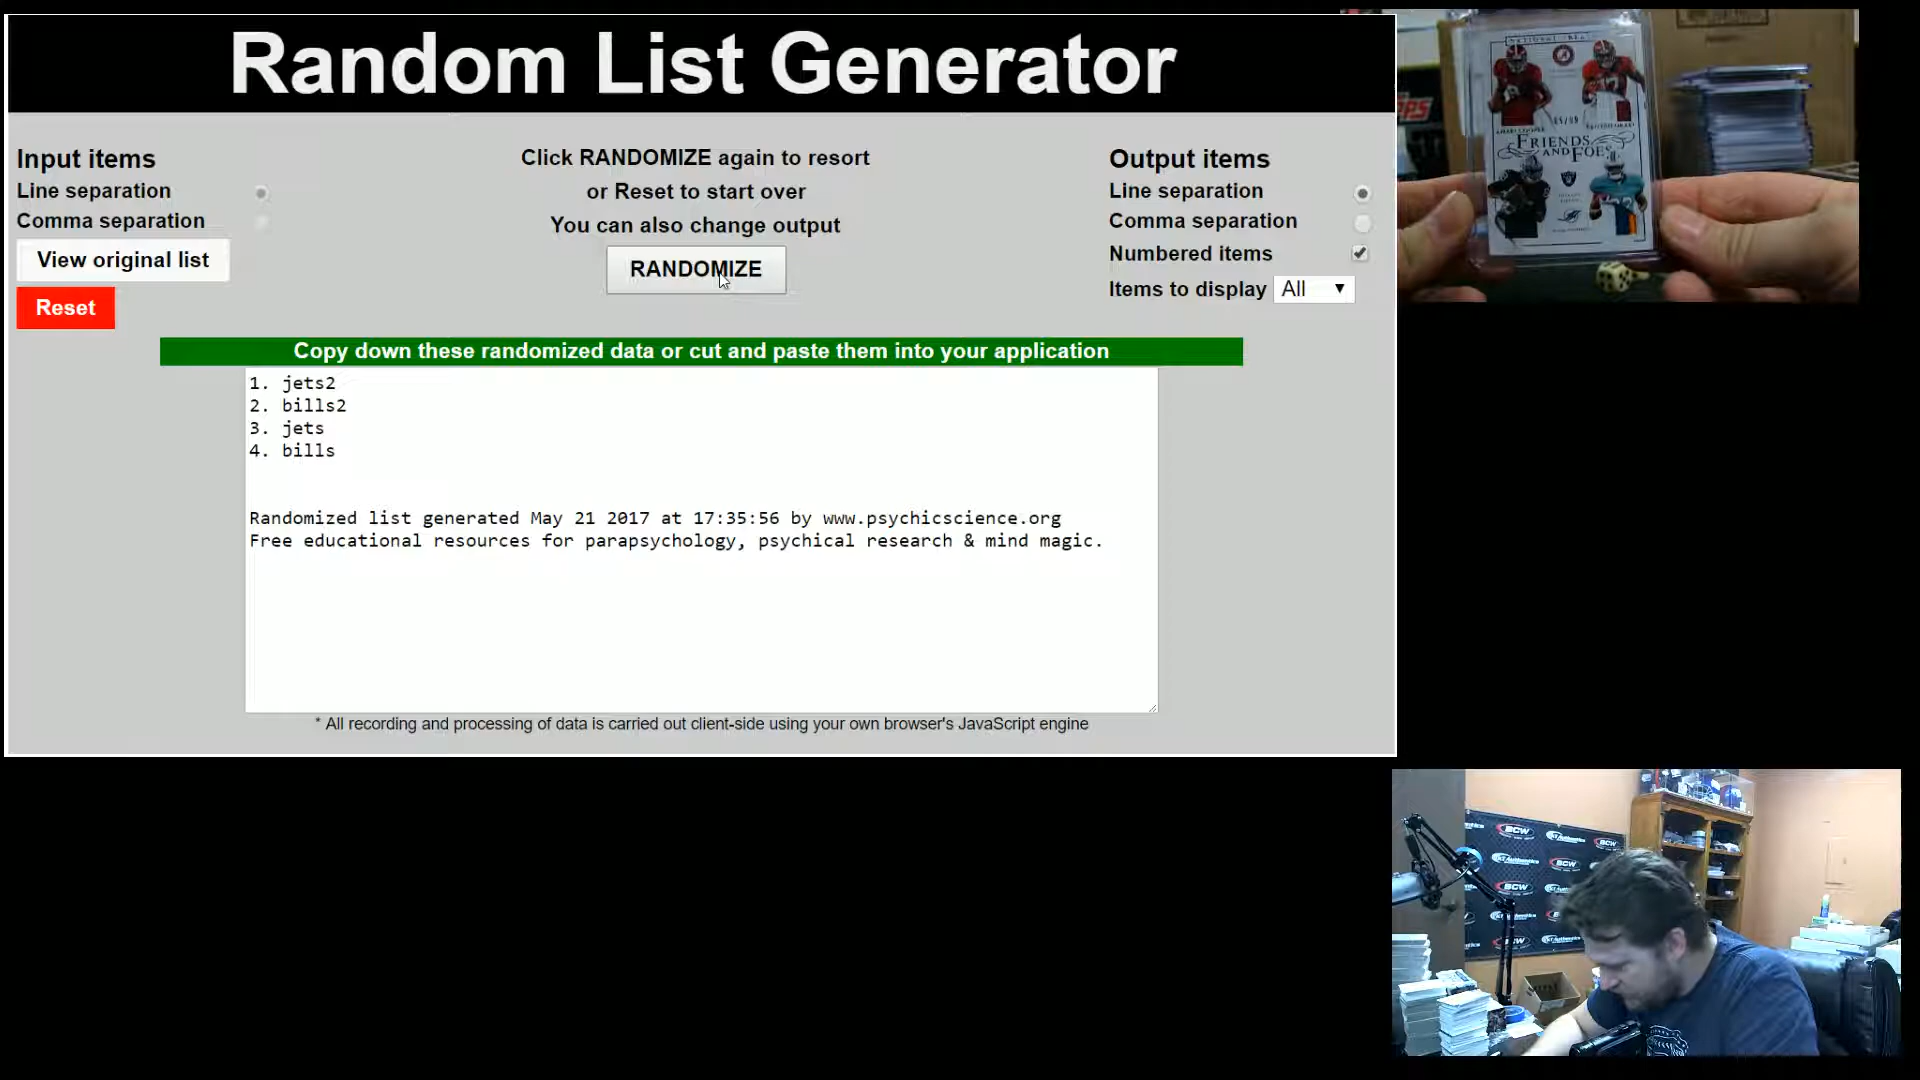 Random List Generator
Input items
Line separation
Comma separation
View original list
Reset
Click RANDOMIZE again to resort
or Reset to start over
You can also change output
RANDOMIZE
Output items
Line separation
Comma separation
Numbered items
Items to display All
Copy down these randomized data or cut and paste them into your application
1. jets2
2. bills2
3. jets
4. bills
Randomized list generated May 21 2017 at 17:35:56 by www.psychicscience.org
Free educational resources for parapsychology, psychical research & mind magic.
* All recording and processing of data is carried out client-side using your own browser's JavaScript engine
FRIENDS
AND FOES
BCW
BCW
BCW
BCW
BCW